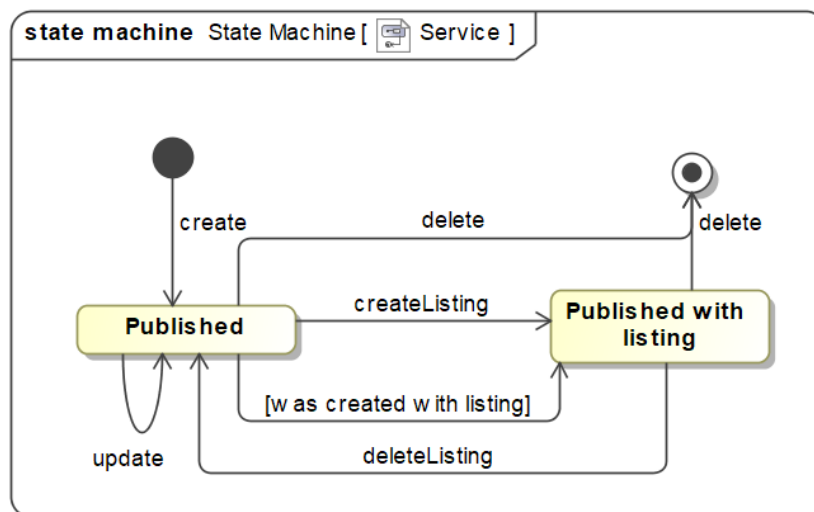 state machine State Machine [ Service ]
create
delete
delete
createListing
Published
Published with
listing
[was created with listing]
update
deleteListing